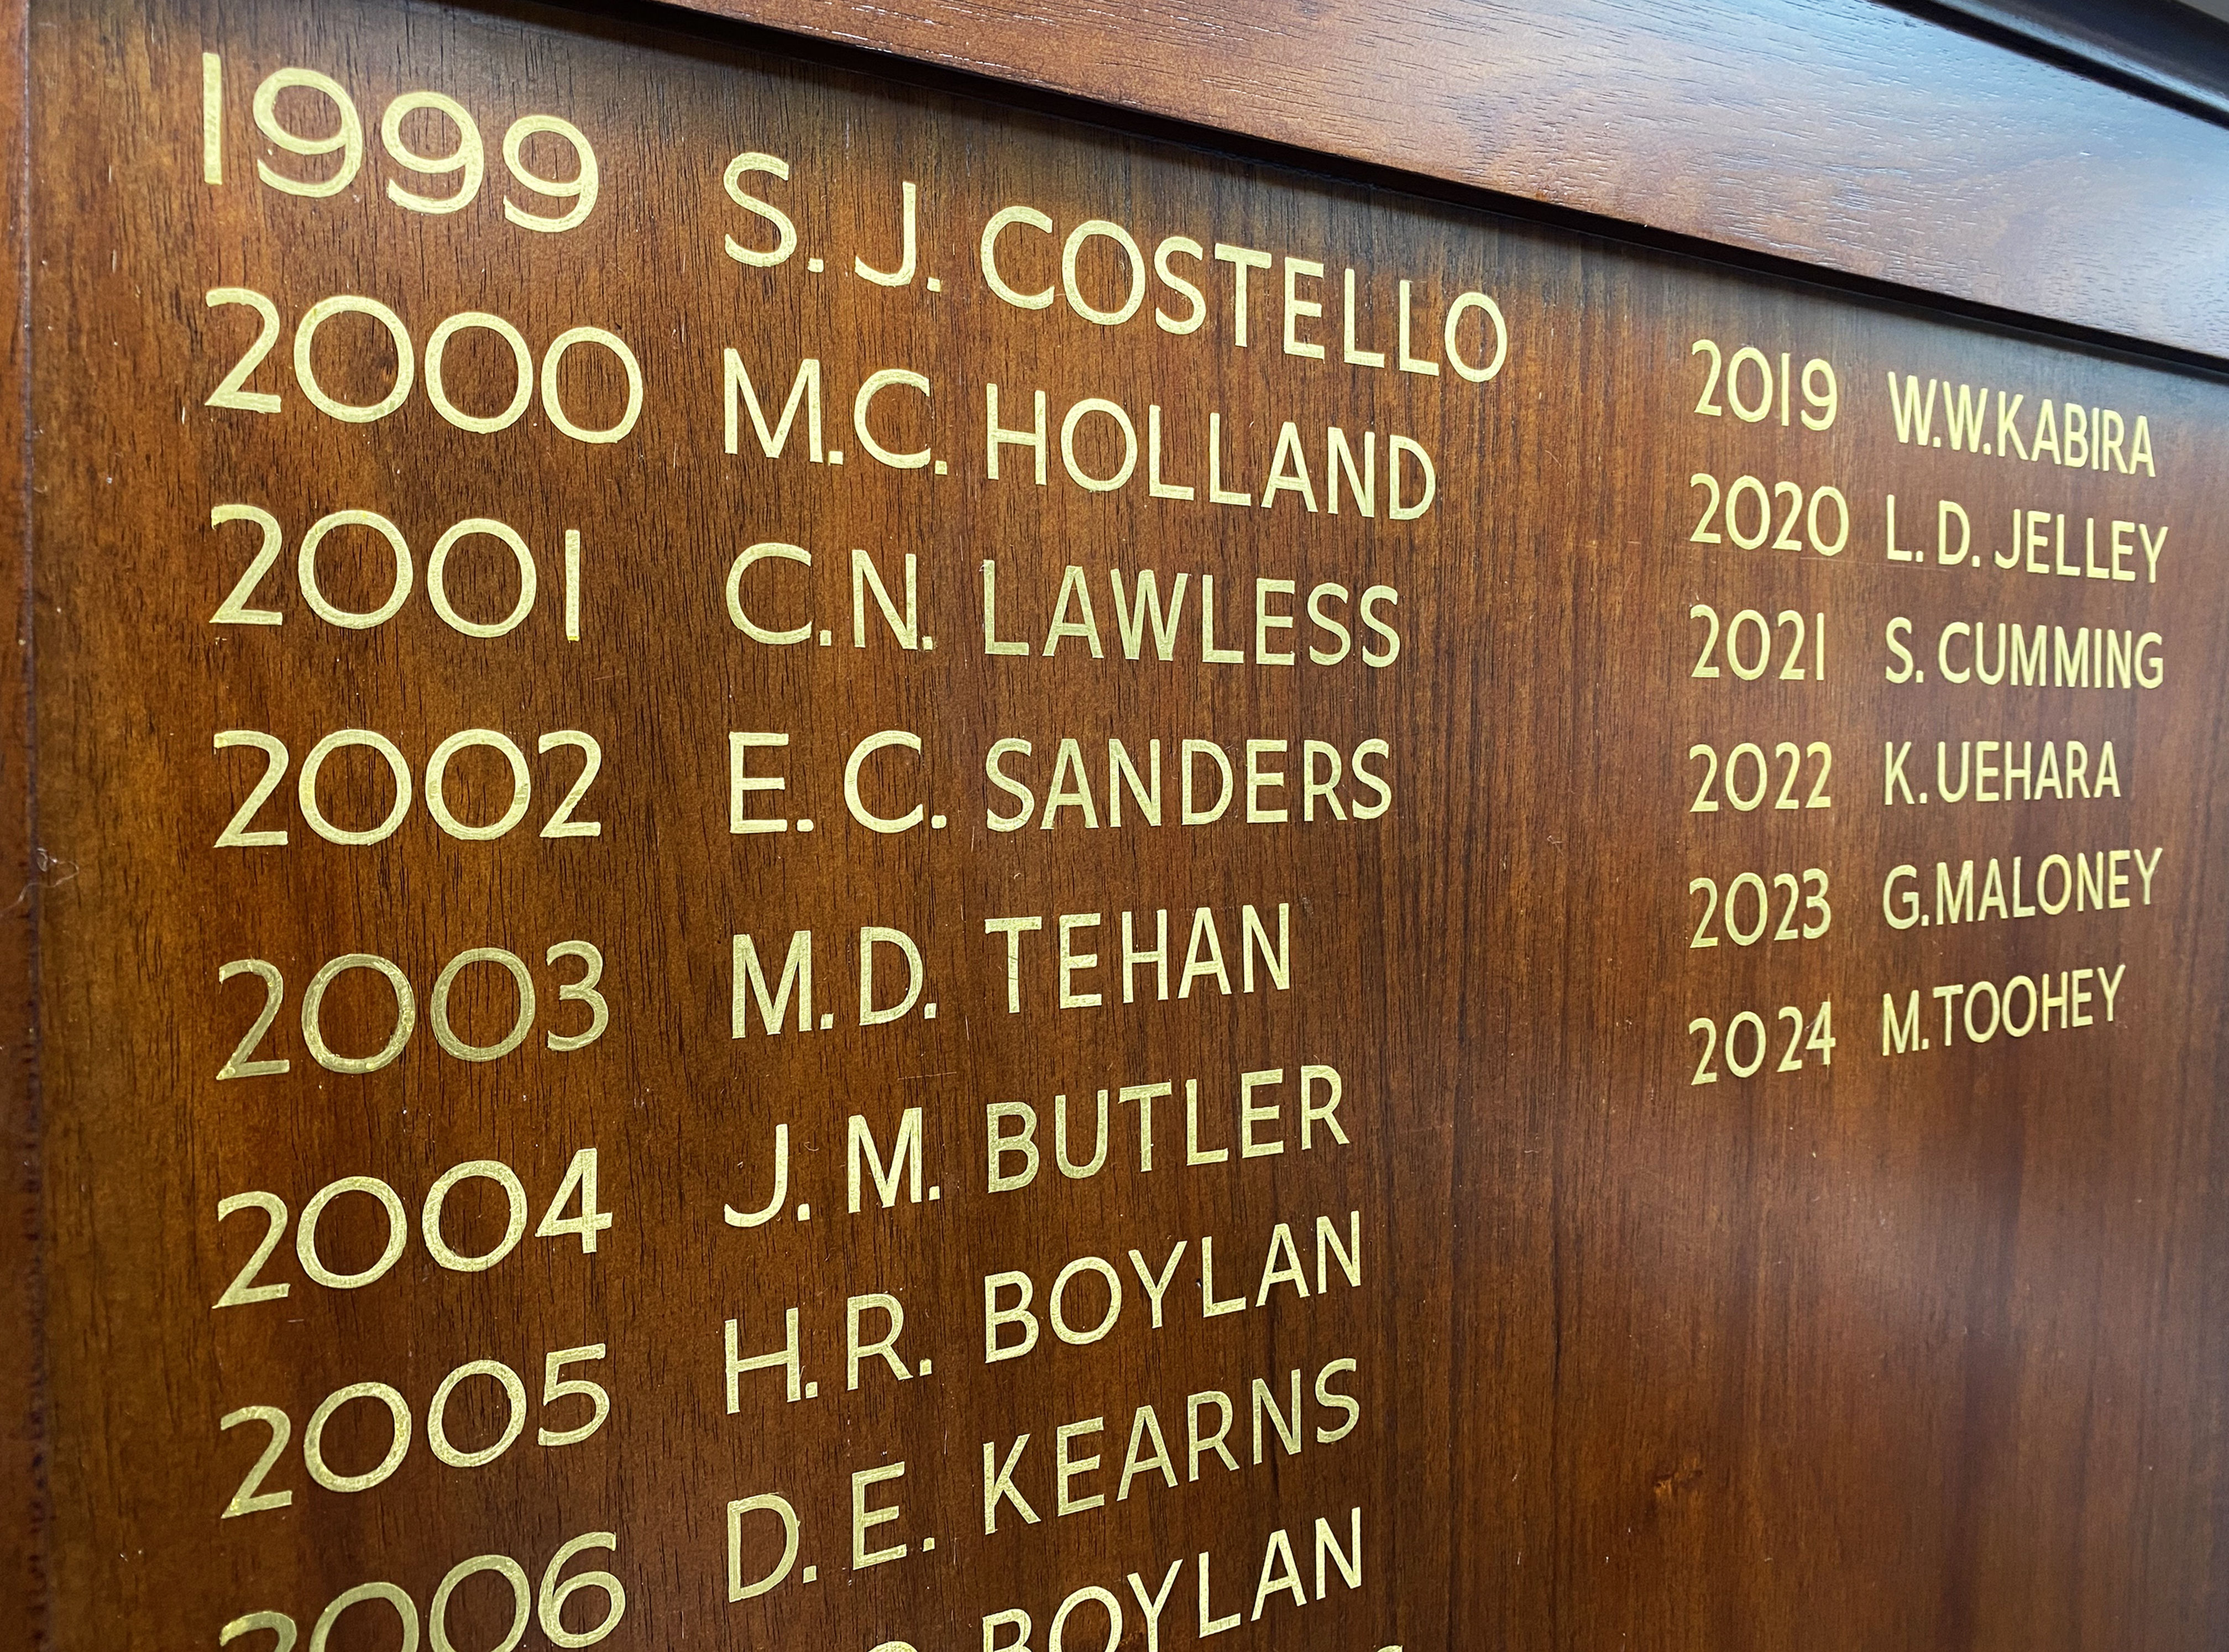 1999 S. J. COSTELLO
2000 M.C. HOLLAND
2001 C.N. LAWLESS
2002 E. C. SANDERS
2003 M.D. TEHAN
2004 J. M. BUTLER
2005 H.R. BOYLAN
2006 D. E. KEARNS
BOYLAN
2019 W.W.KABIRA
2020 L. D. JELLEY
2021 S. CUMMING
2022 K. UEHARA
2023 G.MALONEY
2024 M.TOOHEY